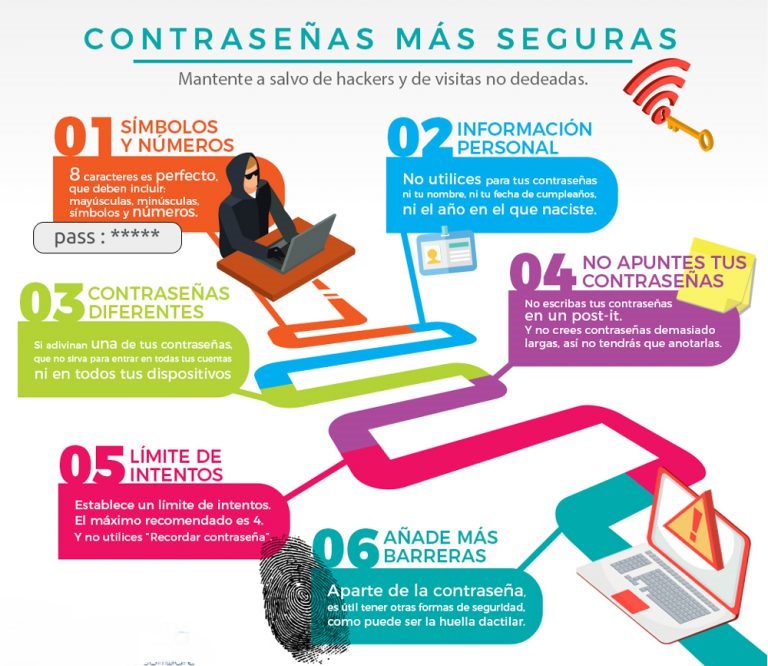 CONTRASEÑAS MÁS SEGURAS
Mantente a salvo de hackers y de visitas no dedeadas.
01 SÍMBOLOS
Y NÚMEROS
8 caracteres es perfecto,
que deben incluir:
mayúsculas, minúsculas,
símbolos y números.
pass : *****
02 INFORMACIÓN
PERSONAL
No utilices para tus contraseñas
ni tu nombre, ni tu fecha de cumpleaños,
ni el año en el que naciste.
03 CONTRASEÑAS
DIFERENTES
Si adivinan una de tus contraseñas,
que no sirva para entrar en todas tus cuentas
ni en todos tus dispositivos
04 NO APUNTES TUS
CONTRASEÑAS
No escribas tus contraseñas
en un post-it.
Y no crees contraseñas demasiado
largas, así no tendrás que anotarlas.
05 LÍMITE DE
INTENTOS
Establece un límite de intentos.
El máximo recomendado es 4.
Y no utilices "Recordar contraseña".
06 AÑADE MÁS
BARRERAS
Aparte de la contraseña,
es útil tener otras formas de seguridad,
como puede ser la huella dactilar.